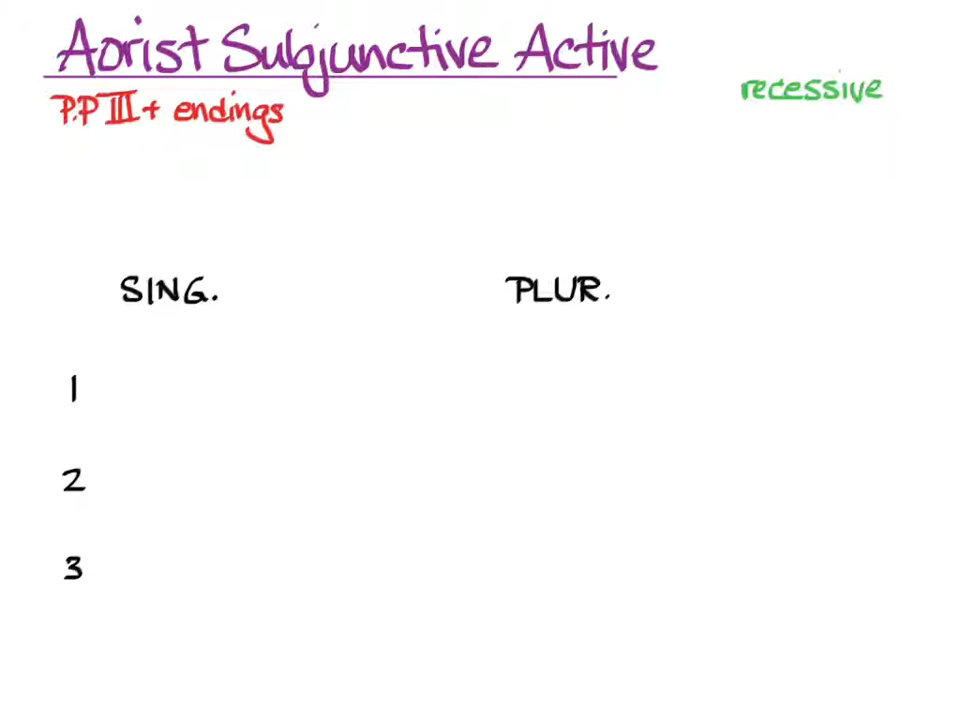 Aorist Subjunctive Active
recessive
P.P III + endings
SING. PLUR.
1
2
3